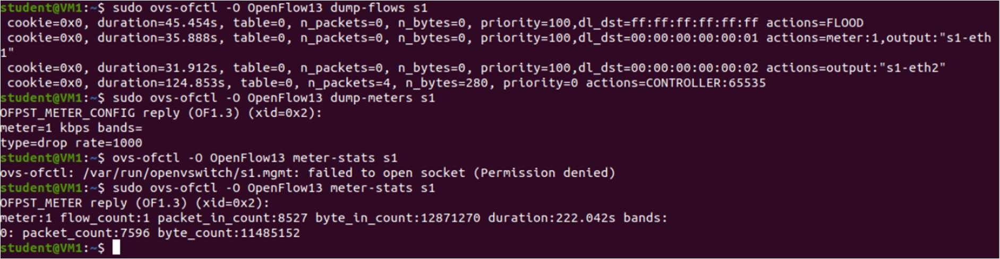 student@VM1:~$ sudo ovs-ofctl -O OpenFlow13 dump-flows s1
 cookie=0x0, duration=45.454s, table=0, n_packets=0, n_bytes=0, priority=100,dl_dst=ff:ff:ff:ff:ff:ff actions=FLOOD
 cookie=0x0, duration=35.888s, table=0, n_packets=0, n_bytes=0, priority=100,dl_dst=00:00:00:00:00:01 actions=meter:1,output:"s1-eth
1"
 cookie=0x0, duration=31.912s, table=0, n_packets=0, n_bytes=0, priority=100,dl_dst=00:00:00:00:00:02 actions=output:"s1-eth2"
 cookie=0x0, duration=124.853s, table=0, n_packets=4, n_bytes=280, priority=0 actions=CONTROLLER:65535
student@VM1:~$ sudo ovs-ofctl -O OpenFlow13 dump-meters s1
OFPST_METER_CONFIG reply (OF1.3) (xid=0x2):
meter=1 kbps bands=
type=drop rate=1000
student@VM1:~$ ovs-ofctl -O OpenFlow13 meter-stats s1
ovs-ofctl: /var/run/openvswitch/s1.mgmt: failed to open socket (Permission denied)
student@VM1:~$ sudo ovs-ofctl -O OpenFlow13 meter-stats s1
OFPST_METER reply (OF1.3) (xid=0x2):
meter:1 flow_count:1 packet_in_count:8527 byte_in_count:12871270 duration:222.042s bands:
0: packet_count:7596 byte_count:11485152
student@VM1:~$